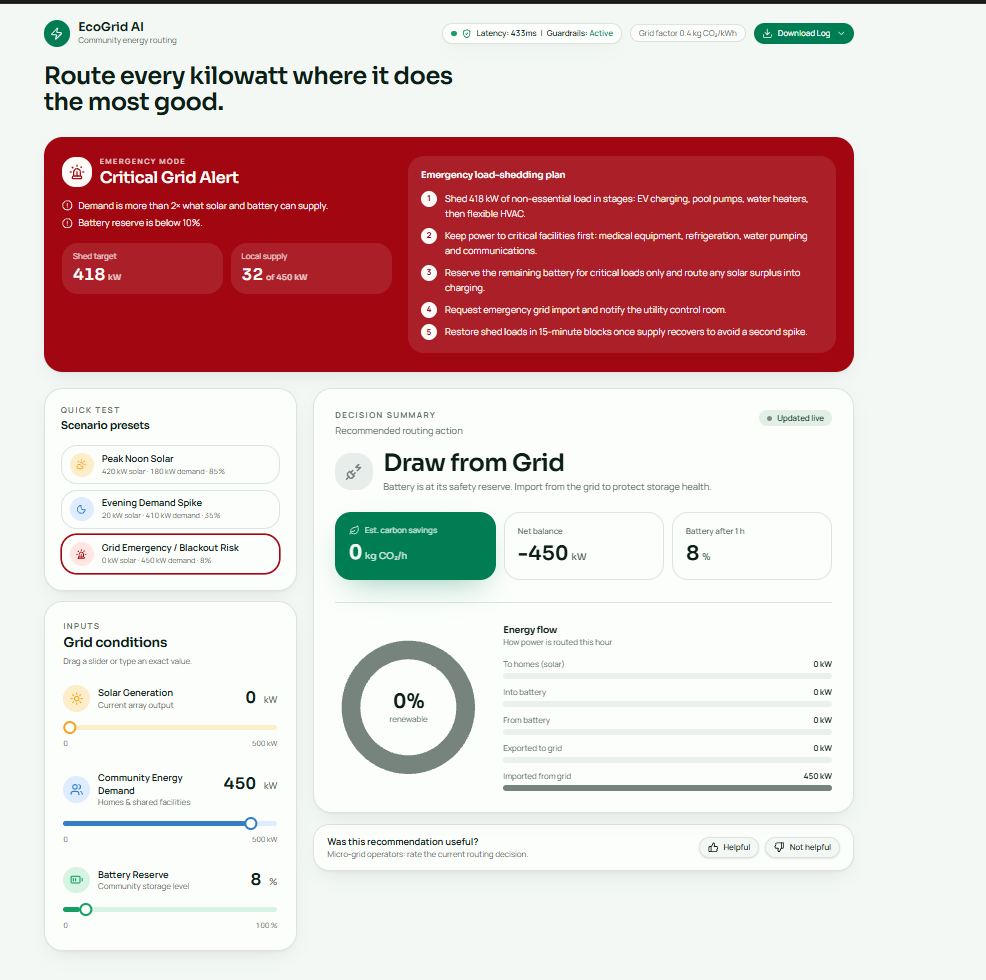 EcoGrid AI
Community energy routing
Latency: 433ms | Guardrails: Active
Grid factor 0.4 kg CO₂/kWh
Download Log
Route every kilowatt where it does
the most good.
EMERGENCY MODE
Critical Grid Alert
Demand is more than 2× what solar and battery can supply.
Battery reserve is below 10%.
Shed target
418 kW
Local supply
32 of 450 kW
Emergency load-shedding plan
1 Shed 418 kW of non-essential load in stages: EV charging, pool pumps, water heaters,
then flexible HVAC.
2 Keep power to critical facilities first: medical equipment, refrigeration, water pumping
and communications.
3 Reserve the remaining battery for critical loads only and route any solar surplus into
charging.
4 Request emergency grid import and notify the utility control room.
5 Restore shed loads in 15-minute blocks once supply recovers to avoid a second spike.
QUICK TEST
Scenario presets
Peak Noon Solar
420 kW solar · 180 kW demand · 85%
Evening Demand Spike
20 kW solar · 410 kW demand · 35%
Grid Emergency / Blackout Risk
0 kW solar · 450 kW demand · 8%
INPUTS
Grid conditions
Drag a slider or type an exact value.
Solar Generation
Current array output
0 kW
0
500 kW
Community Energy
Demand
Homes & shared facilities
450 kW
0
500 kW
Battery Reserve
Community storage level
8 %
0
100 %
DECISION SUMMARY
Recommended routing action
Updated live
Draw from Grid
Battery is at its safety reserve. Import from the grid to protect storage health.
Est. carbon savings
0 kg CO₂/h
Net balance
-450 kW
Battery after 1 h
8 %
0%
renewable
Energy flow
How power is routed this hour
To homes (solar) 0 kW
Into battery 0 kW
From battery 0 kW
Exported to grid 0 kW
Imported from grid 450 kW
Was this recommendation useful?
Micro-grid operators: rate the current routing decision.
Helpful
Not helpful